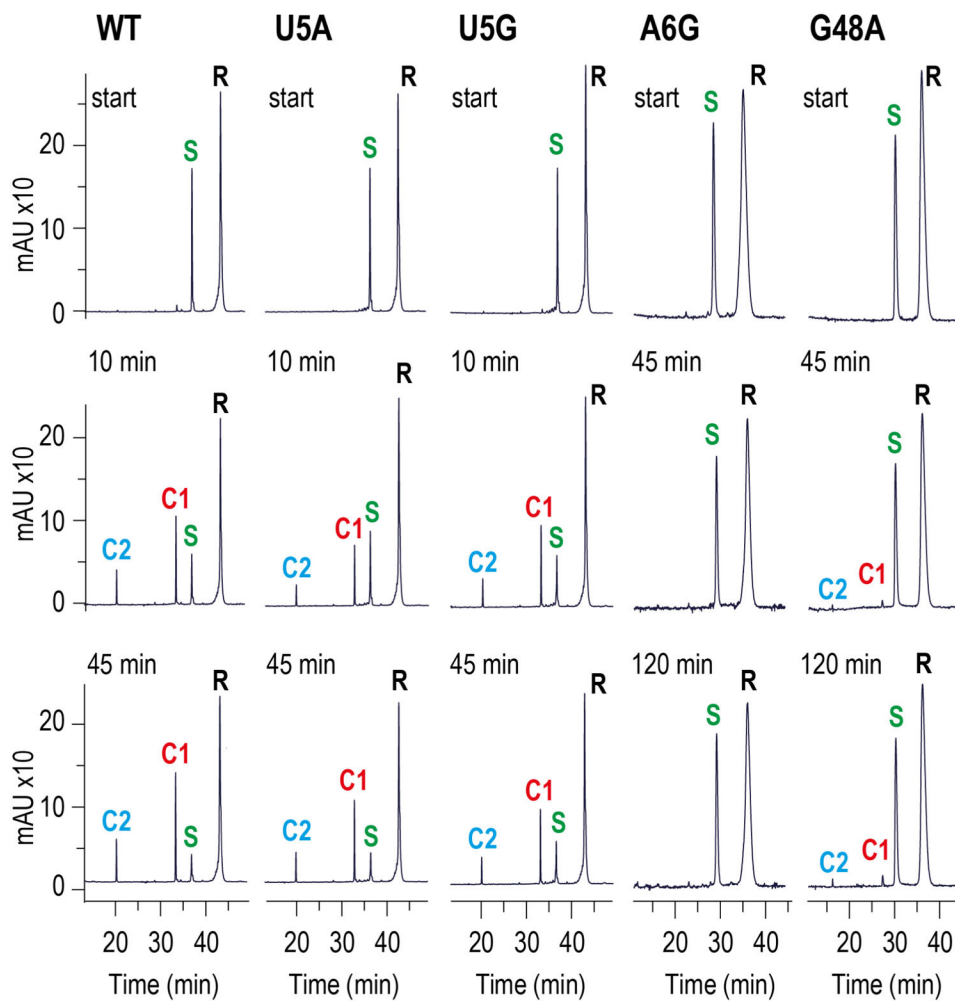 WT U5A U5G A6G G48A
start R start R start R start S R start S R
S S S
mAU x10
20
10
0
10 min R 10 min R 10 min R 45 min S R 45 min S R
C2 C1 S C2 C1 S C2 C1 S C2 C1
mAU x10
20
10
0
45 min R 45 min R 45 min R 120 min S R 120 min S R
C2 C1 S C2 C1 S C2 C1 S C2 C1
mAU x10
20
10
0
20 30 40 20 30 40 20 30 40 20 30 40 20 30 40
Time (min) Time (min) Time (min) Time (min) Time (min)